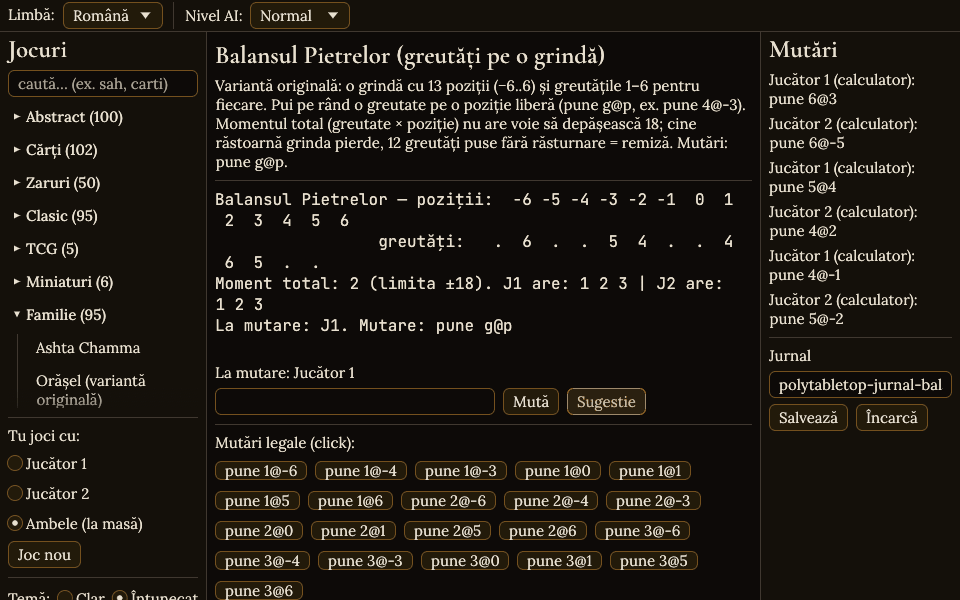 Limbă: Română ▼ Nivel AI: Normal ▼
Jocuri
caută... (ex. sah, carti)
▸ Abstract (100)
▸ Cărți (102)
▸ Zaruri (50)
▸ Clasic (95)
▸ TCG (5)
▸ Miniaturi (6)
▾ Familie (95)
Ashta Chamma
Orășel (variantă
originală)
Tu joci cu:
Jucător 1
Jucător 2
Ambele (la masă)
Joc nou
Temă: Clar Întunecat
Balansul Pietrelor (greutăți pe o grindă)
Variantă originală: o grindă cu 13 poziții (−6..6) și greutățile 1–6 pentru
fiecare. Pui pe rând o greutate pe o poziție liberă (pune g@p, ex. pune 4@-3).
Momentul total (greutate × poziție) nu are voie să depășească 18; cine
răstoarnă grinda pierde, 12 greutăți puse fără răsturnare = remiză. Mutări:
pune g@p.
Balansul Pietrelor — poziții:  -6 -5 -4 -3 -2 -1  0  1
 2  3  4  5  6
greutăți:   .  6  .  .  5  4  .  .  4
 6  5  .  .
Moment total: 2 (limita ±18). J1 are: 1 2 3 | J2 are:
1 2 3
La mutare: J1. Mutare: pune g@p
La mutare: Jucător 1
Mută Sugestie
Mutări legale (click):
pune 1@-6 pune 1@-4 pune 1@-3 pune 1@0 pune 1@1
pune 1@5 pune 1@6 pune 2@-6 pune 2@-4 pune 2@-3
pune 2@0 pune 2@1 pune 2@5 pune 2@6 pune 3@-6
pune 3@-4 pune 3@-3 pune 3@0 pune 3@1 pune 3@5
pune 3@6
Mutări
Jucător 1 (calculator):
pune 6@3
Jucător 2 (calculator):
pune 6@-5
Jucător 1 (calculator):
pune 5@4
Jucător 2 (calculator):
pune 4@2
Jucător 1 (calculator):
pune 4@-1
Jucător 2 (calculator):
pune 5@-2
Jurnal
polytabletop-jurnal-bal
Salvează Încarcă